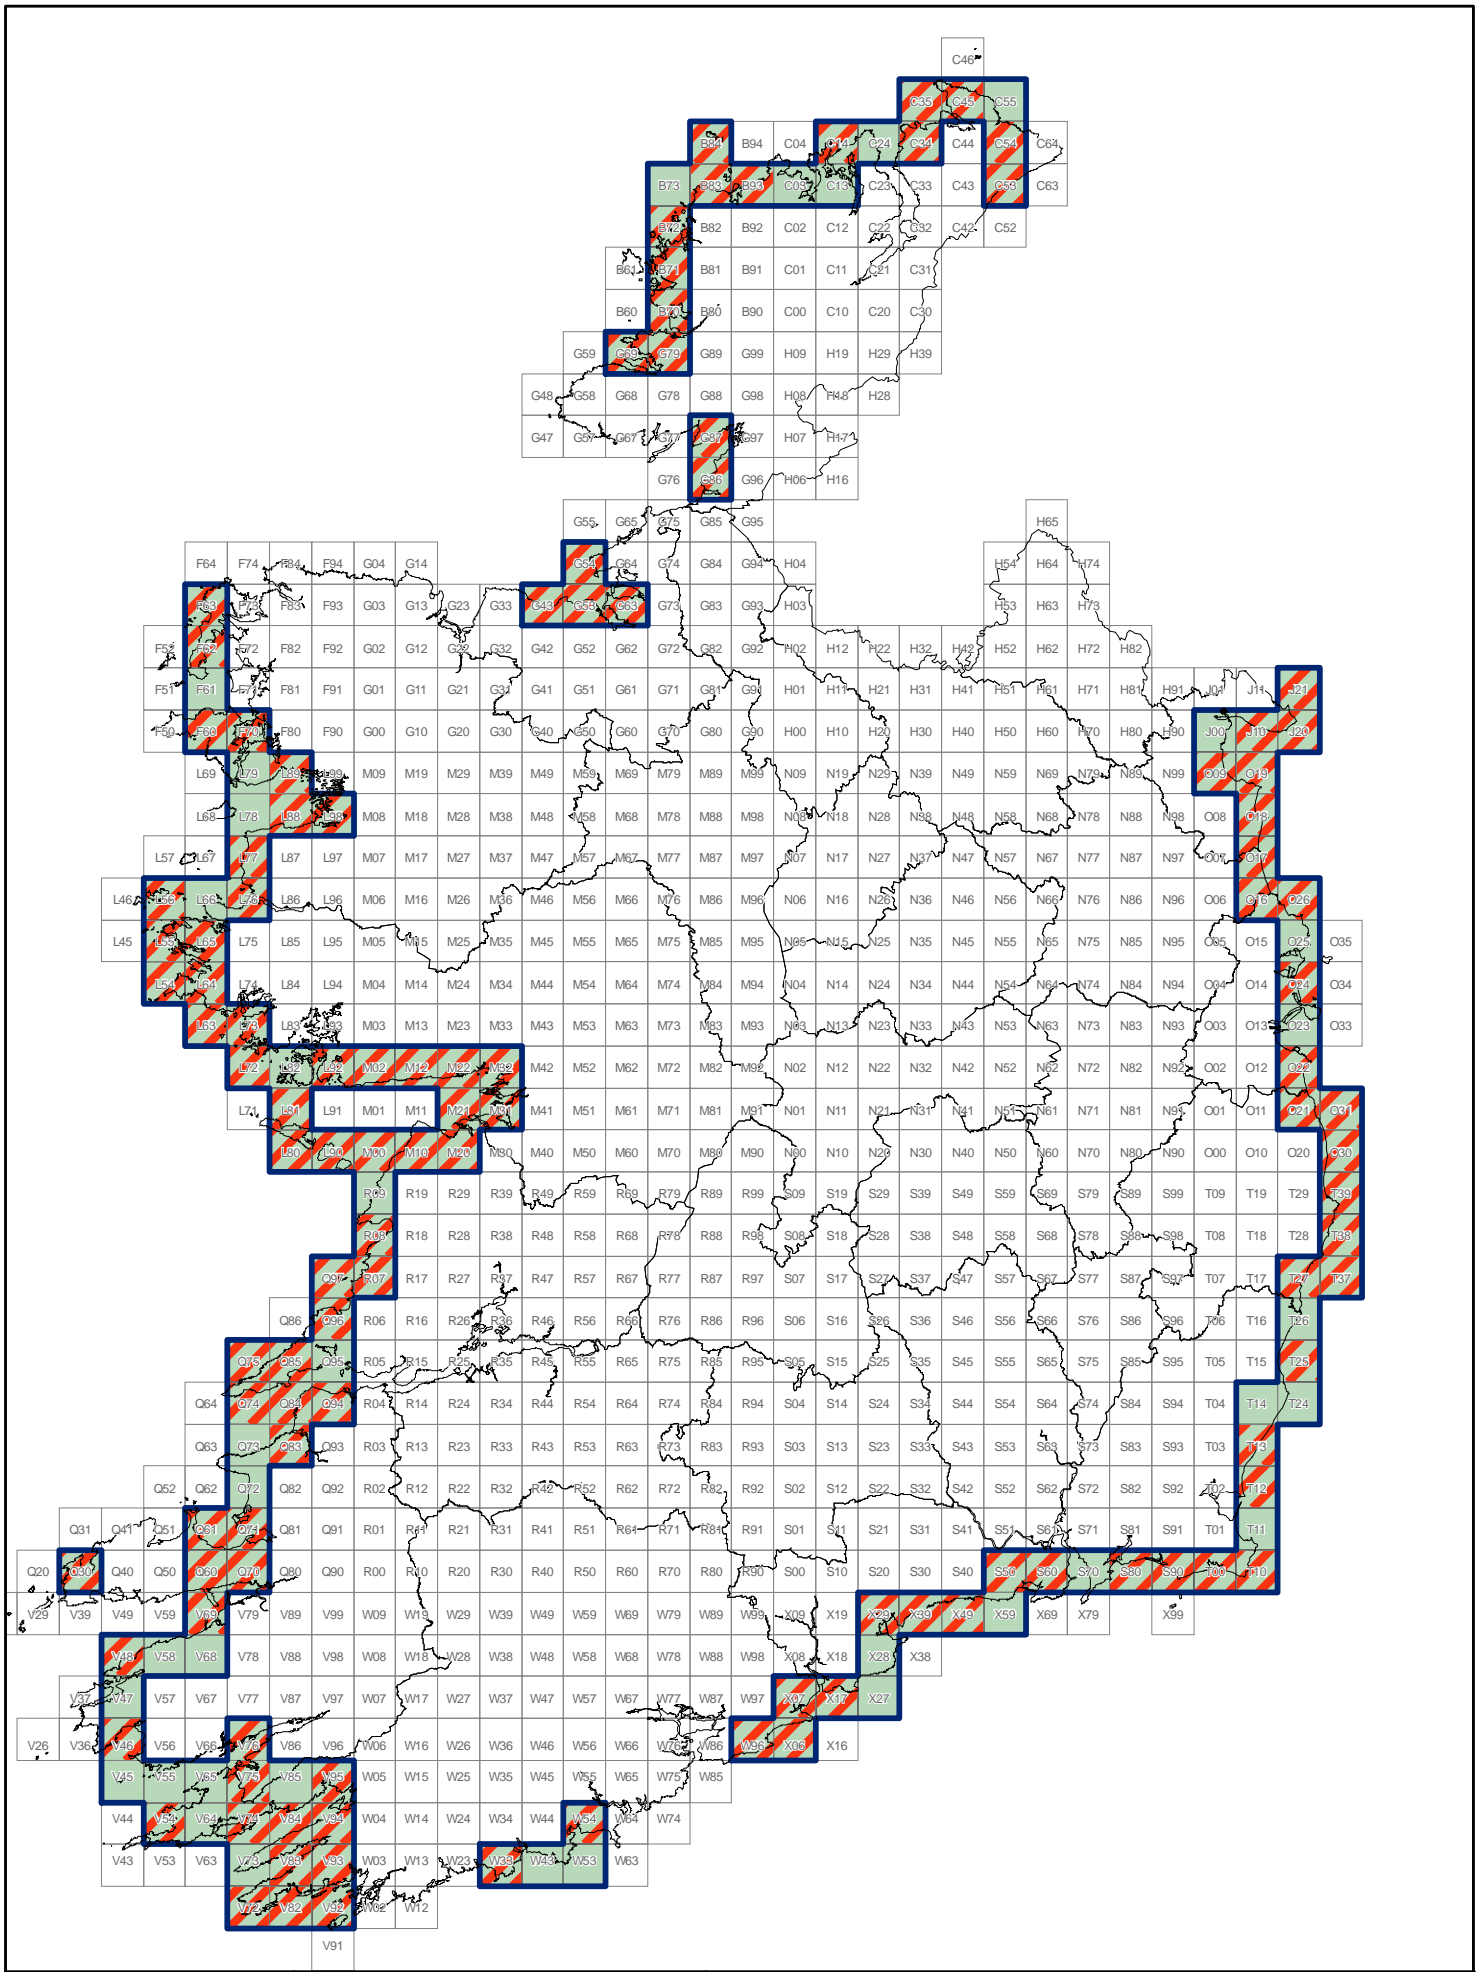 C46
C35 C45 C55
B84 B94 C04 C14 C24 C34 C44 C54 C64
B73 B83 B93 C03 C13 C23 C33 C43 C53 C63
B72 B82 B92 C02 C12 C22 C32 C42 C52
B61 B71 B81 B91 C01 C11 C21 C31
B60 B70 B80 B90 C00 C10 C20 C30
G59 G69 G79 G89 G99 H09 H19 H29 H39
G48 G58 G68 G78 G88 G98 H08 H18 H28
G47 G57 G67 G77 G87 G97 H07 H17
G76 G86 G96 H06 H16
G55 G65 G75 G85 G95 H65
F64 F74 F84 F94 G04 G14 G54 G64 G74 G84 G94 H04 H54 H64 H74
F63 F73 F83 F93 G03 G13 G23 G33 G43 G53 G63 G73 G83 G93 H03 H53 H63 H73
F52 F62 F72 F82 F92 G02 G12 G22 G32 G42 G52 G62 G72 G82 G92 H02 H12 H22 H32 H42 H52 H62 H72 H82
F51 F61 F71 F81 F91 G01 G11 G21 G31 G41 G51 G61 G71 G81 G91 H01 H11 H21 H31 H41 H51 H61 H71 H81 H91 J01 J11 J21
F50 F60 F70 F80 F90 G00 G10 G20 G30 G40 G50 G60 G70 G80 G90 H00 H10 H20 H30 H40 H50 H60 H70 H80 H90 J00 J10 J20
L69 L79 L89 L99 M09 M19 M29 M39 M49 M59 M69 M79 M89 M99 N09 N19 N29 N39 N49 N59 N69 N79 N89 N99 O09 O19
L68 L78 L88 L98 M08 M18 M28 M38 M48 M58 M68 M78 M88 M98 N08 N18 N28 N38 N48 N58 N68 N78 N88 N98 O08 O18
L57 L67 L77 L87 L97 M07 M17 M27 M37 M47 M57 M67 M77 M87 M97 N07 N17 N27 N37 N47 N57 N67 N77 N87 N97 O07 O17
L46 L56 L66 L76 L86 L96 M06 M16 M26 M36 M46 M56 M66 M76 M86 M96 N06 N16 N26 N36 N46 N56 N66 N76 N86 N96 O06 O16 O26
L45 L55 L65 L75 L85 L95 M05 M15 M25 M35 M45 M55 M65 M75 M85 M95 N05 N15 N25 N35 N45 N55 N65 N75 N85 N95 O05 O15 O25 O35
L54 L64 L74 L84 L94 M04 M14 M24 M34 M44 M54 M64 M74 M84 M94 N04 N14 N24 N34 N44 N54 N64 N74 N84 N94 O04 O14 O24 O34
L63 L73 L83 L93 M03 M13 M23 M33 M43 M53 M63 M73 M83 M93 N03 N13 N23 N33 N43 N53 N63 N73 N83 N93 O03 O13 O23 O33
L72 L82 L92 M02 M12 M22 M32 M42 M52 M62 M72 M82 M92 N02 N12 N22 N32 N42 N52 N62 N72 N82 N92 O02 O12 O22
L71 L81 L91 M01 M11 M21 M31 M41 M51 M61 M71 M81 M91 N01 N11 N21 N31 N41 N51 N61 N71 N81 N91 O01 O11 O21 O31
L80 L90 M00 M10 M20 M30 M40 M50 M60 M70 M80 M90 N00 N10 N20 N30 N40 N50 N60 N70 N80 N90 O00 O10 O20 O30
R09 R19 R29 R39 R49 R59 R69 R79 R89 R99 S09 S19 S29 S39 S49 S59 S69 S79 S89 S99 T09 T19 T29 T39
R08 R18 R28 R38 R48 R58 R68 R78 R88 R98 S08 S18 S28 S38 S48 S58 S68 S78 S88 S98 T08 T18 T28 T38
Q97 R07 R17 R27 R37 R47 R57 R67 R77 R87 R97 S07 S17 S27 S37 S47 S57 S67 S77 S87 S97 T07 T17 T27 T37
Q86 Q96 R06 R16 R26 R36 R46 R56 R66 R76 R86 R96 S06 S16 S26 S36 S46 S56 S66 S76 S86 S96 T06 T16 T26
Q75 Q85 Q95 R05 R15 R25 R35 R45 R55 R65 R75 R85 R95 S05 S15 S25 S35 S45 S55 S65 S75 S85 S95 T05 T15 T25
Q64 Q74 Q84 Q94 R04 R14 R24 R34 R44 R54 R64 R74 R84 R94 S04 S14 S24 S34 S44 S54 S64 S74 S84 S94 T04 T14 T24
Q63 Q73 Q83 Q93 R03 R13 R23 R33 R43 R53 R63 R73 R83 R93 S03 S13 S23 S33 S43 S53 S63 S73 S83 S93 T03 T13
Q52 Q62 Q72 Q82 Q92 R02 R12 R22 R32 R42 R52 R62 R72 R82 R92 S02 S12 S22 S32 S42 S52 S62 S72 S82 S92 T02 T12
Q31 Q41 Q51 Q61 Q71 Q81 Q91 R01 R11 R21 R31 R41 R51 R61 R71 R81 R91 S01 S11 S21 S31 S41 S51 S61 S71 S81 S91 T01 T11
Q20 Q30 Q40 Q50 Q60 Q70 Q80 Q90 R00 R10 R20 R30 R40 R50 R60 R70 R80 R90 S00 S10 S20 S30 S40 S50 S60 S70 S80 S90 T00 T10
V29 V39 V49 V59 V69 V79 V89 V99 W09 W19 W29 W39 W49 W59 W69 W79 W89 W99 X09 X19 X29 X39 X49 X59 X69 X79 X99
V48 V58 V68 V78 V88 V98 W08 W18 W28 W38 W48 W58 W68 W78 W88 W98 X08 X18 X28 X38
V37 V47 V57 V67 V77 V87 V97 W07 W17 W27 W37 W47 W57 W67 W77 W87 W97 X07 X17 X27
V26 V36 V46 V56 V66 V76 V86 V96 W06 W16 W26 W36 W46 W56 W66 W76 W86 W96 X06 X16
V45 V55 V65 V75 V85 V95 W05 W15 W25 W35 W45 W55 W65 W75 W85
V44 V54 V64 V74 V84 V94 W04 W14 W24 W34 W44 W54 W64 W74
V43 V53 V63 V73 V83 V93 W03 W13 W23 W33 W43 W53 W63
V72 V82 V92 W02 W12
V91